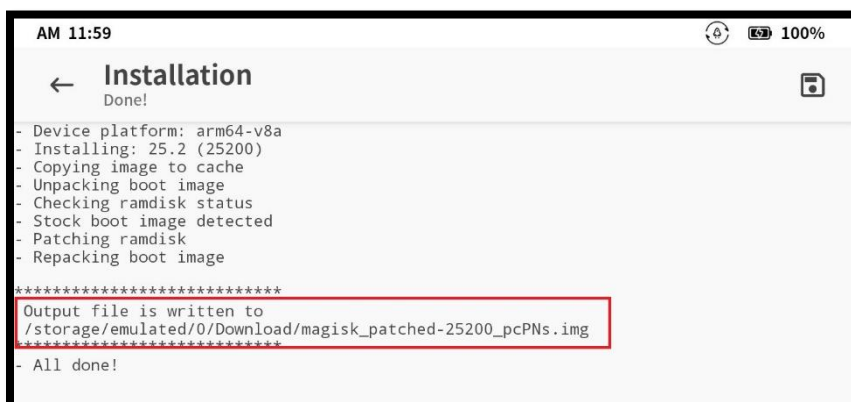 AM 11:59
100%
Installation
Done!
- Device platform: arm64-v8a
- Installing: 25.2 (25200)
- Copying image to cache
- Unpacking boot image
- Checking ramdisk status
- Stock boot image detected
- Patching ramdisk
- Repacking boot image
****************************
Output file is written to
/storage/emulated/0/Download/magisk_patched-25200_pcPNs.img
****************************
- All done!